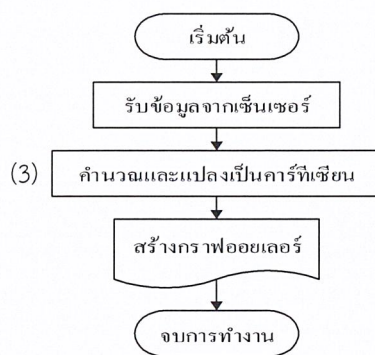 เริ่มต้น
รับข้อมูลจากเซ็นเซอร์
(3) คำนวณและแปลงเป็นคาร์ทีเซียน
สร้างกราฟออยเลอร์
จบการทำงาน